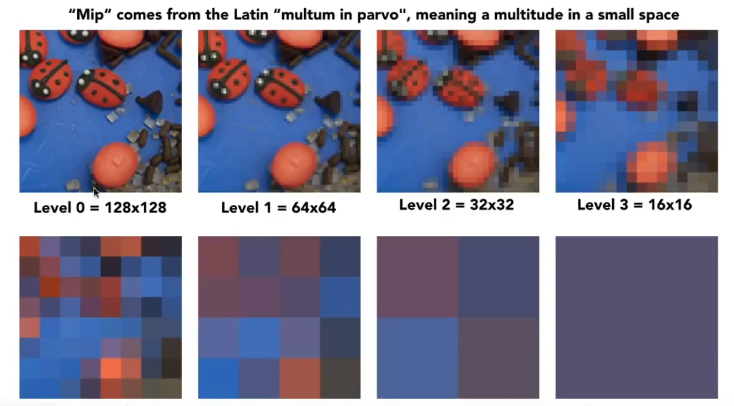 “Mip” comes from the Latin “multum in parvo", meaning a multitude in a small space
Level 0 = 128x128
Level 1 = 64x64
Level 2 = 32x32
Level 3 = 16x16